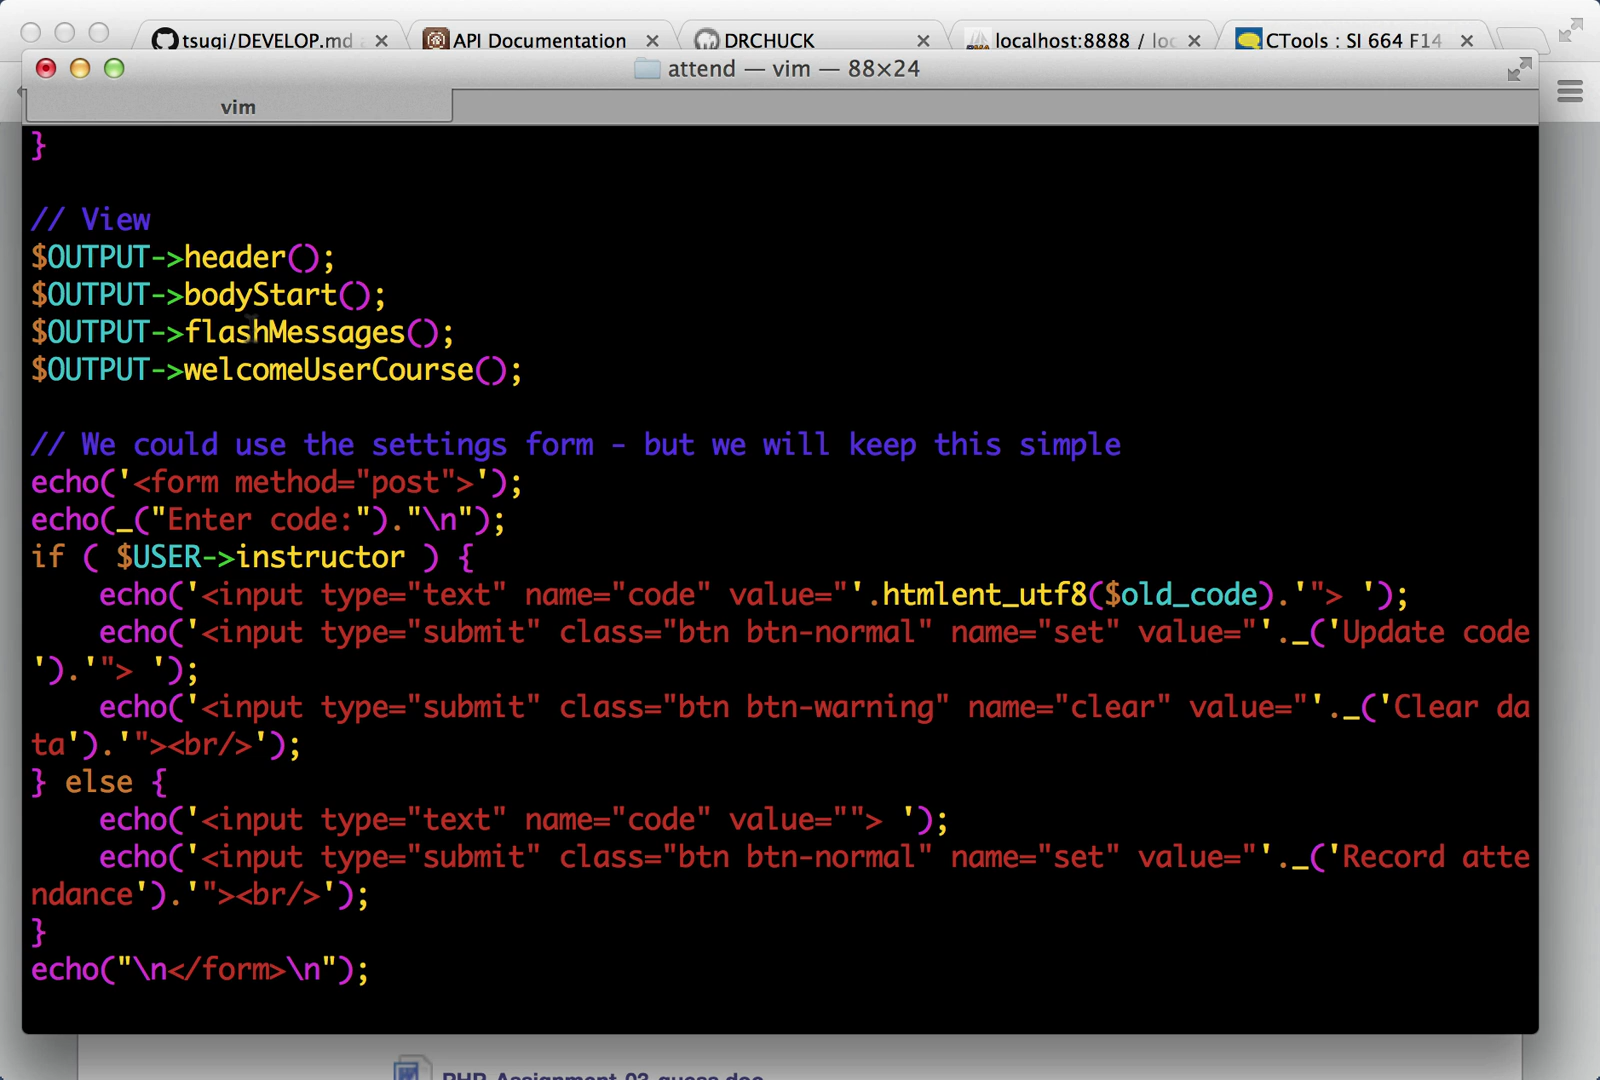 tsugi/DEVELOP.md
API Documentation
DRCHUCK
localhost:8888 / loc
CTools : SI 664 F14
attend — vim — 88×24
vim
}
// View
$OUTPUT->header();
$OUTPUT->bodyStart();
$OUTPUT->flashMessages();
$OUTPUT->welcomeUserCourse();
// We could use the settings form - but we will keep this simple
echo('<form method="post">');
echo(_("Enter code:")."\n");
if ( $USER->instructor ) {
    echo('<input type="text" name="code" value="'.htmlent_utf8($old_code).'"> ');
    echo('<input type="submit" class="btn btn-normal" name="set" value="'._('Update code
').'"> ');
    echo('<input type="submit" class="btn btn-warning" name="clear" value="'._('Clear da
ta').'"><br/>');
} else {
    echo('<input type="text" name="code" value=""> ');
    echo('<input type="submit" class="btn btn-normal" name="set" value="'._('Record atte
ndance').'"><br/>');
}
echo("\n</form>\n");
PHP-Assignment-03-guess.doc